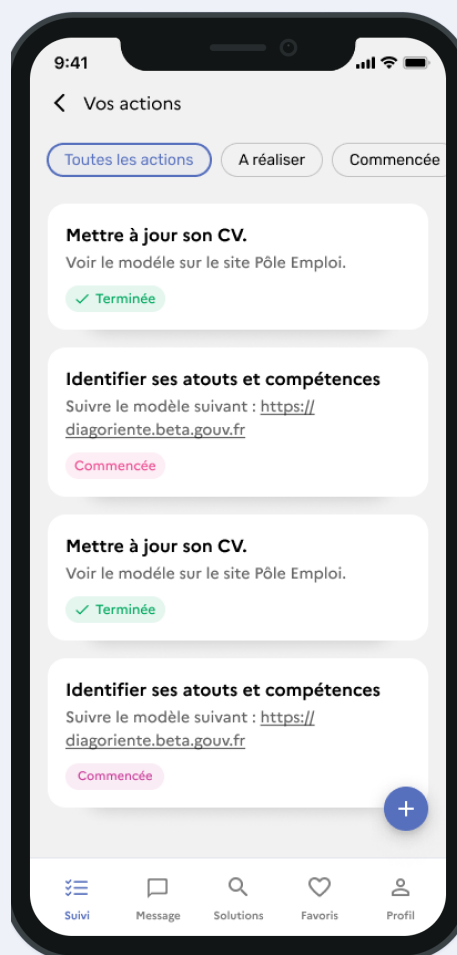 9:41
Vos actions
Toutes les actions
A réaliser
Commencée
Mettre à jour son CV.
Voir le modéle sur le site Pôle Emploi.
Terminée
Identifier ses atouts et compétences
Suivre le modèle suivant : https://
diagoriente.beta.gouv.fr
Commencée
Mettre à jour son CV.
Voir le modéle sur le site Pôle Emploi.
Terminée
Identifier ses atouts et compétences
Suivre le modèle suivant : https://
diagoriente.beta.gouv.fr
Commencée
Suivi
Message
Solutions
Favoris
Profil